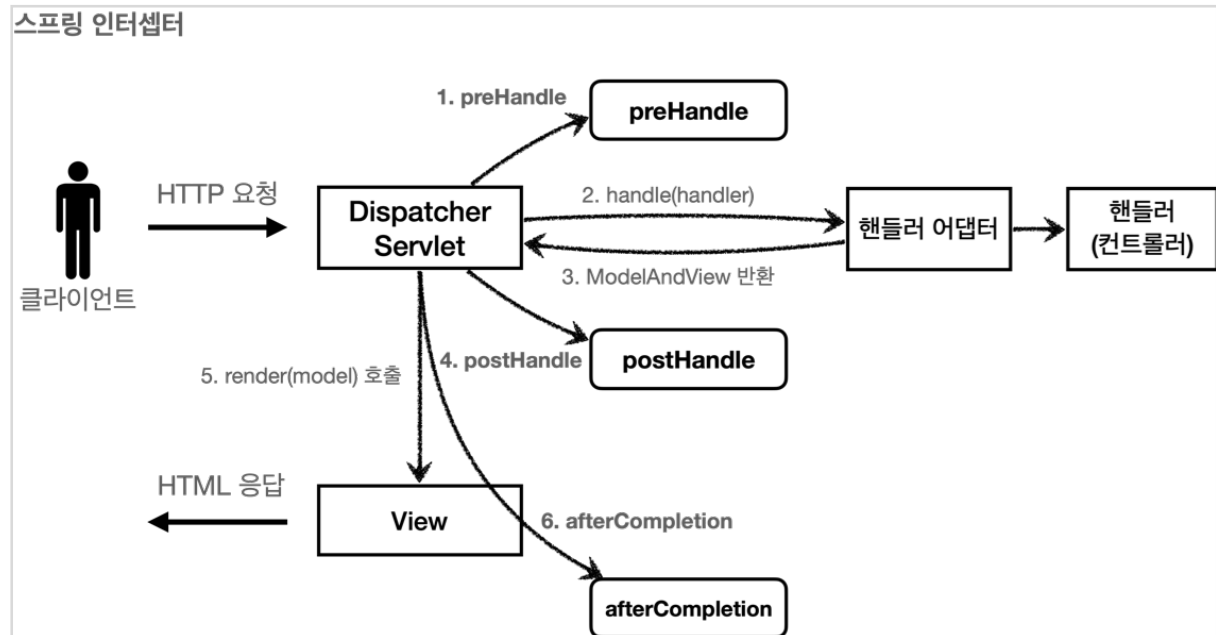 스프링 인터셉터
1. preHandle
preHandle
HTTP 요청
클라이언트
Dispatcher
Servlet
2. handle(handler)
3. ModelAndView 반환
핸들러 어댑터
핸들러
(컨트롤러)
4. postHandle
postHandle
5. render(model) 호출
HTML 응답
View
6. afterCompletion
afterCompletion